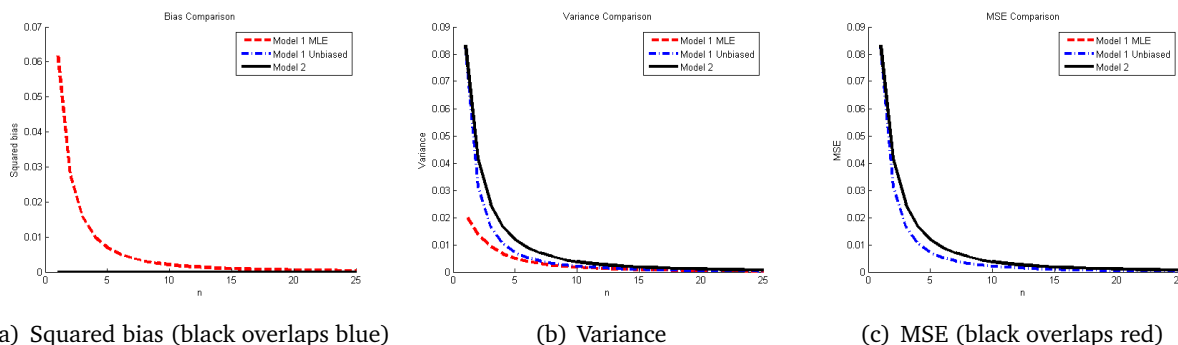 Bias Comparison
0.07
0.06
0.05
0.04
0.03
0.02
0.01
0
Squared bias
0 5 10 15 20 25
n
Model 1 MLE
Model 1 Unbiased
Model 2
a) Squared bias (black overlaps blue)
Variance Comparison
0.09
0.08
0.07
0.06
0.05
0.04
0.03
0.02
0.01
0
Variance
0 5 10 15 20 25
n
Model 1 MLE
Model 1 Unbiased
Model 2
(b) Variance
MSE Comparison
0.09
0.08
0.07
0.06
0.05
0.04
0.03
0.02
0.01
0
MSE
0 5 10 15 20 25
n
Model 1 MLE
Model 1 Unbiased
Model 2
(c) MSE (black overlaps red)